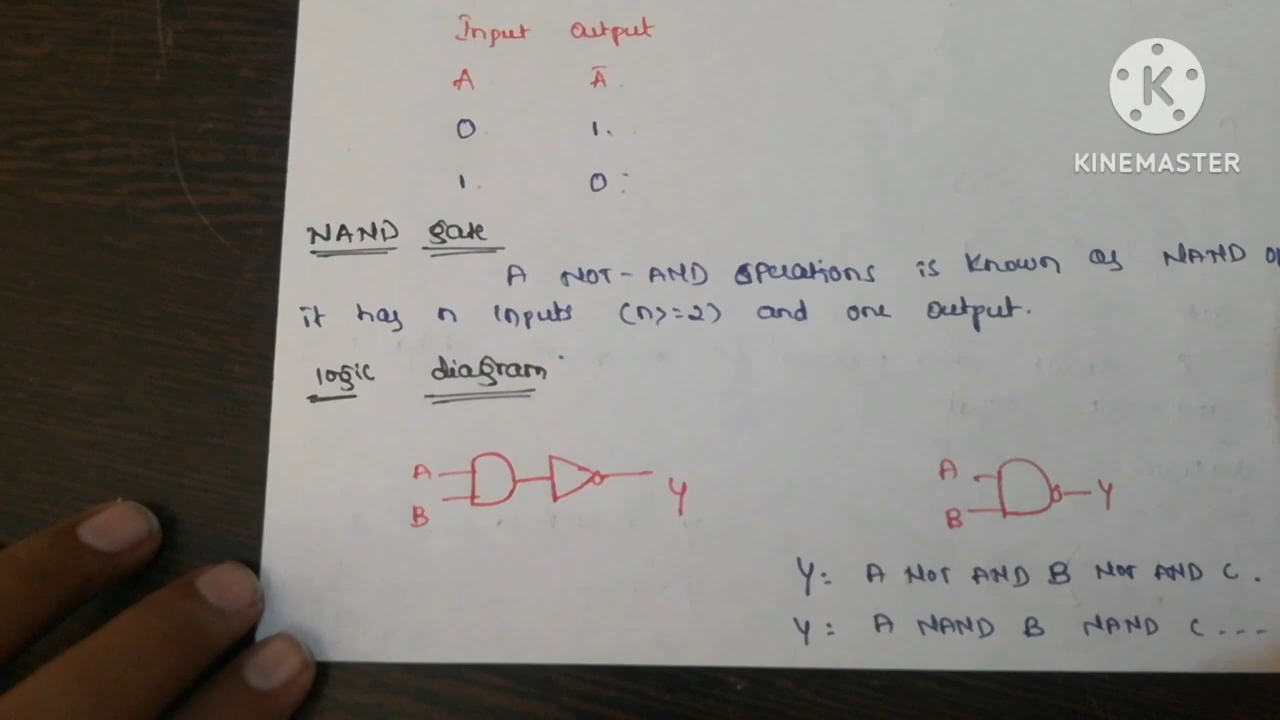 Input Output
A Ā
0 1
1 0
NAND gate
A NOT-AND operations is known as NAND
it has n inputs (n>=2) and one output.
logic diagram
A
B
Y
A
B
Y
Y: A NOT AND B NOT AND C.
Y: A NAND B NAND C ---
K
KINEMASTER